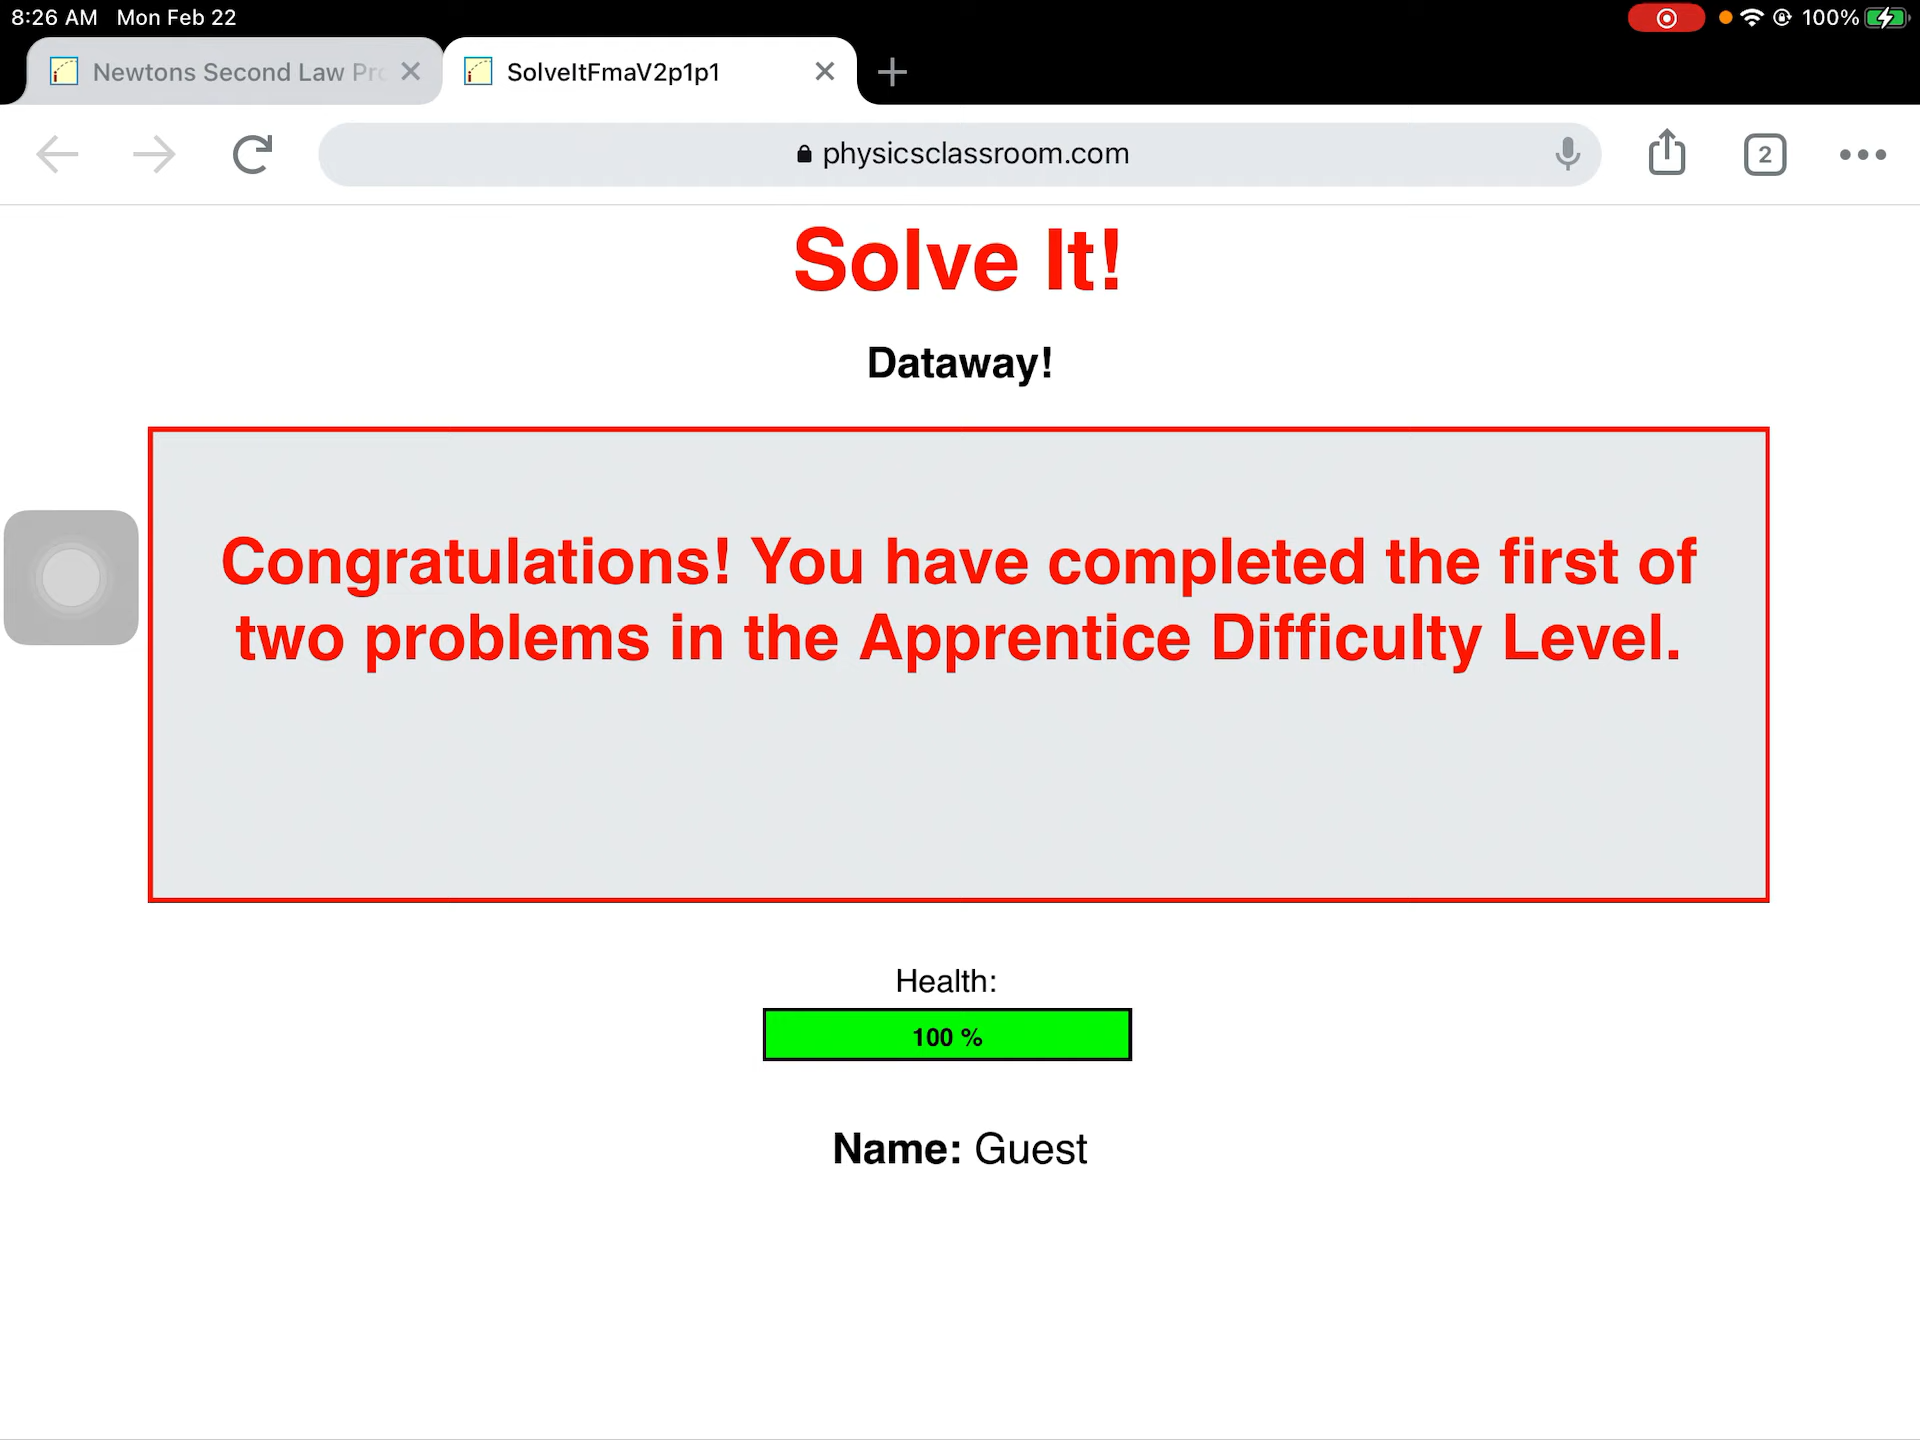 8:26 AM Mon Feb 22
100%
Newtons Second Law Pro
SolveItFmaV2p1p1
physicsclassroom.com
2
Solve It!
Dataway!
Congratulations! You have completed the first of
two problems in the Apprentice Difficulty Level.
Health:
100 %
Name: Guest